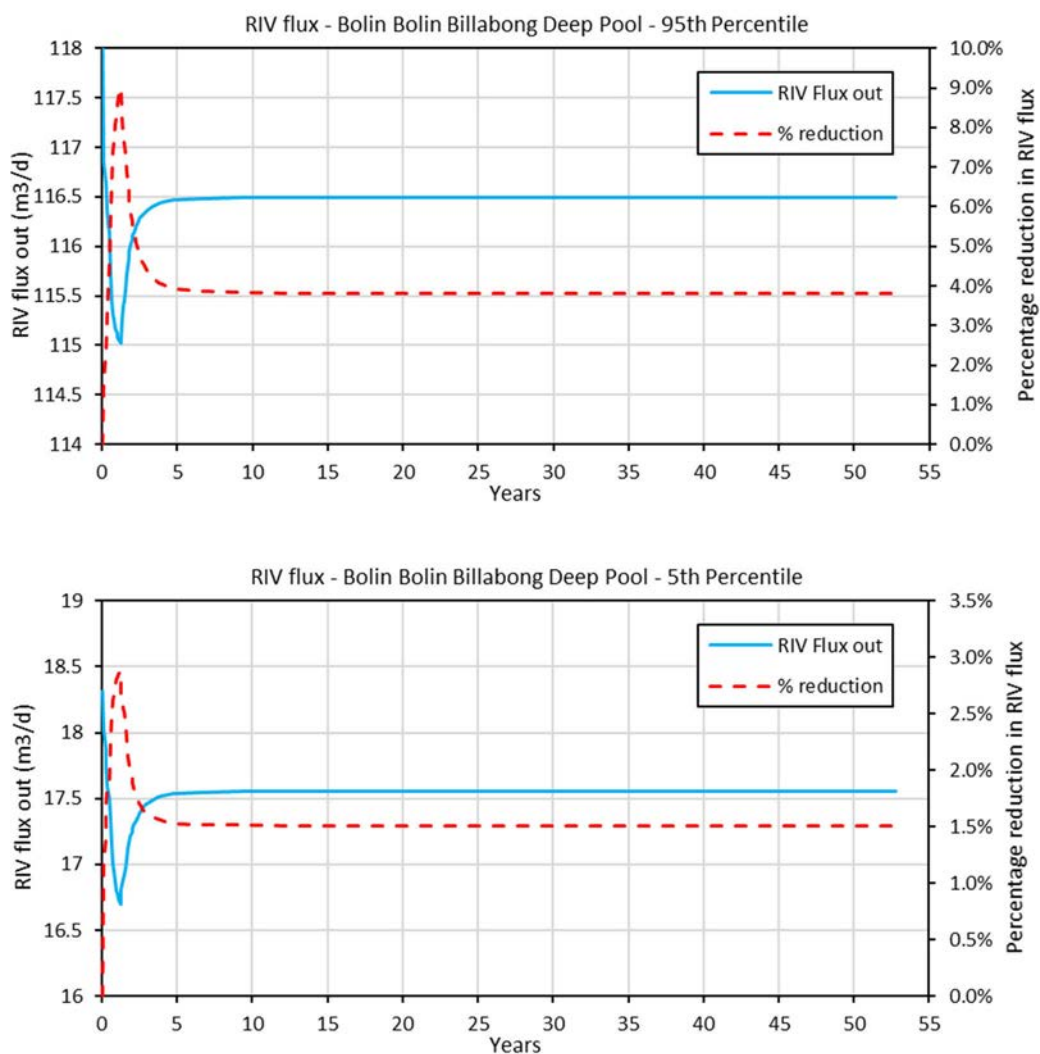 RIV flux - Bolin Bolin Billabong Deep Pool - 95th Percentile
RIV flux out (m3/d)
118
117.5
117
116.5
116
115.5
115
114.5
114
RIV Flux out
% reduction
10.0%
9.0%
8.0%
7.0%
6.0%
5.0%
4.0%
3.0%
2.0%
1.0%
0.0%
Percentage reduction in RIV flux
0 5 10 15 20 25 30 35 40 45 50 55
Years
RIV flux - Bolin Bolin Billabong Deep Pool - 5th Percentile
RIV flux out (m3/d)
19
18.5
18
17.5
17
16.5
16
RIV Flux out
% reduction
3.5%
3.0%
2.5%
2.0%
1.5%
1.0%
0.5%
0.0%
Percentage reduction in RIV flux
0 5 10 15 20 25 30 35 40 45 50 55
Years